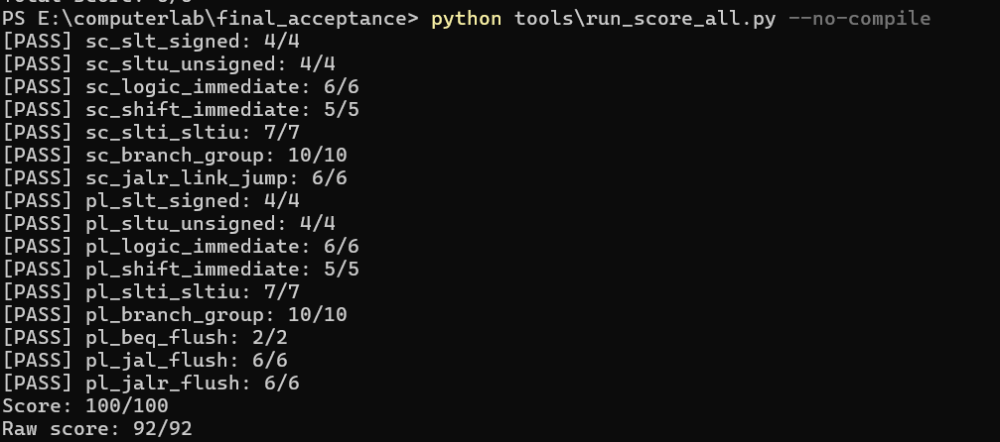 PS E:\computerlab\final_acceptance> python tools\run_score_all.py --no-compile
[PASS] sc_slt_signed: 4/4
[PASS] sc_sltu_unsigned: 4/4
[PASS] sc_logic_immediate: 6/6
[PASS] sc_shift_immediate: 5/5
[PASS] sc_slti_sltiu: 7/7
[PASS] sc_branch_group: 10/10
[PASS] sc_jalr_link_jump: 6/6
[PASS] pl_slt_signed: 4/4
[PASS] pl_sltu_unsigned: 4/4
[PASS] pl_logic_immediate: 6/6
[PASS] pl_shift_immediate: 5/5
[PASS] pl_slti_sltiu: 7/7
[PASS] pl_branch_group: 10/10
[PASS] pl_beq_flush: 2/2
[PASS] pl_jal_flush: 6/6
[PASS] pl_jalr_flush: 6/6
Score: 100/100
Raw score: 92/92